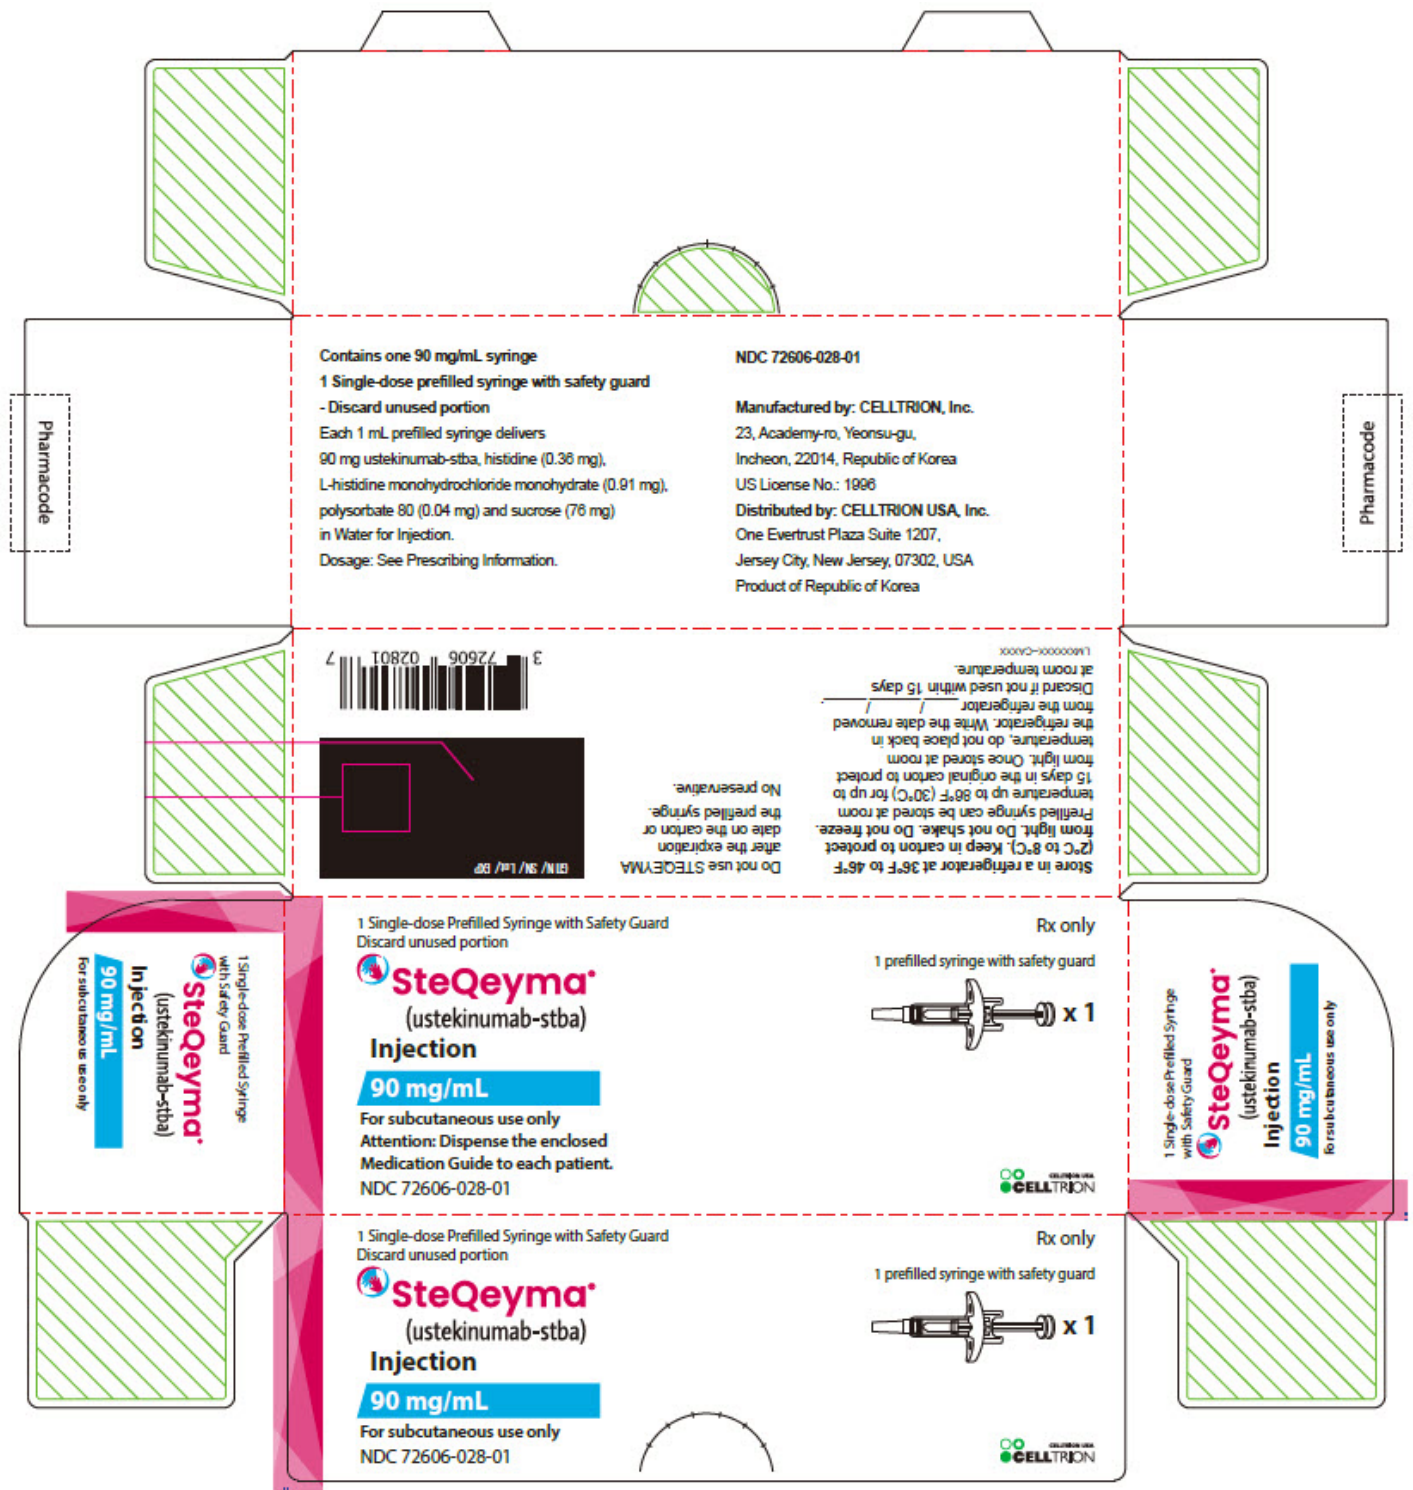 Contains one 90 mg/mL syringe
1 Single-dose prefilled syringe with safety guard
- Discard unused portion
Each 1 mL prefilled syringe delivers
90 mg ustekinumab-stba, histidine (0.36 mg),
L-histidine monohydrochloride monohydrate (0.91 mg),
polysorbate 80 (0.04 mg) and sucrose (76 mg)
in Water for Injection.
Dosage: See Prescribing Information.
NDC 72606-028-01
Manufactured by: CELLTRION, Inc.
23, Academy-ro, Yeonsu-gu,
Incheon, 22014, Republic of Korea
US License No.: 1996
Distributed by: CELLTRION USA, Inc.
One Evertrust Plaza Suite 1207,
Jersey City, New Jersey, 07302, USA
Product of Republic of Korea
Pharmacode
Pharmacode
Store in a refrigerator at 36°F to 46°F
(2°C to 8°C). Keep in carton to protect
from light. Do not shake. Do not freeze.
Prefilled syringe can be stored at room
temperature up to 86°F (30°C) for up to
15 days in the original carton to protect
from light. Once stored at room
temperature, do not place back in
the refrigerator. Write the date removed
from the refrigerator ____/____/____.
Discard if not used within 15 days
at room temperature.
LMXXXXXX-CAXXX
Do not use STEQEYMA
after the expiration
date on the carton or
the prefilled syringe.
No preservative.
GTIN/ SN/ Lot/ EXP
3 72606 02801 7
1 Single-dose Prefilled Syringe
with Safety Guard
SteQeyma
(ustekinumab-stba)
Injection
90 mg/mL
For subcutaneous use only
1 Single-dose Prefilled Syringe with Safety Guard
Discard unused portion
SteQeyma
(ustekinumab-stba)
Injection
90 mg/mL
For subcutaneous use only
Attention: Dispense the enclosed
Medication Guide to each patient.
NDC 72606-028-01
Rx only
1 prefilled syringe with safety guard
x 1
CELLTRION USA
CELLTRION
1 Single-dose Prefilled Syringe
with Safety Guard
SteQeyma
(ustekinumab-stba)
Injection
90 mg/mL
For subcutaneous use only
1 Single-dose Prefilled Syringe with Safety Guard
Discard unused portion
SteQeyma
(ustekinumab-stba)
Injection
90 mg/mL
For subcutaneous use only
NDC 72606-028-01
Rx only
1 prefilled syringe with safety guard
x 1
CELLTRION USA
CELLTRION